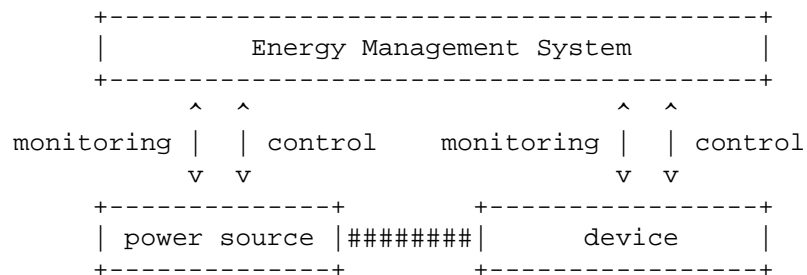 Energy Management System
monitoring control monitoring control
power source device